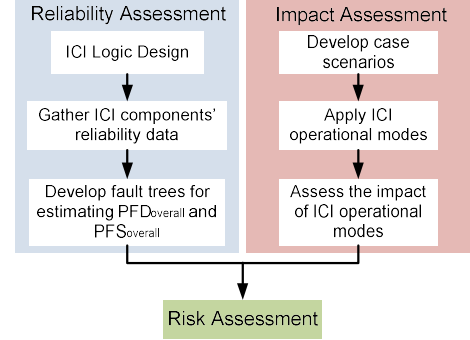 Reliability Assessment
ICI Logic Design
Gather ICI components'
reliability data
Develop fault trees for
estimating PFDoverall and
PFSoverall
Impact Assessment
Develop case
scenarios
Apply ICI
operational modes
Assess the impact
of ICI operational
modes
Risk Assessment